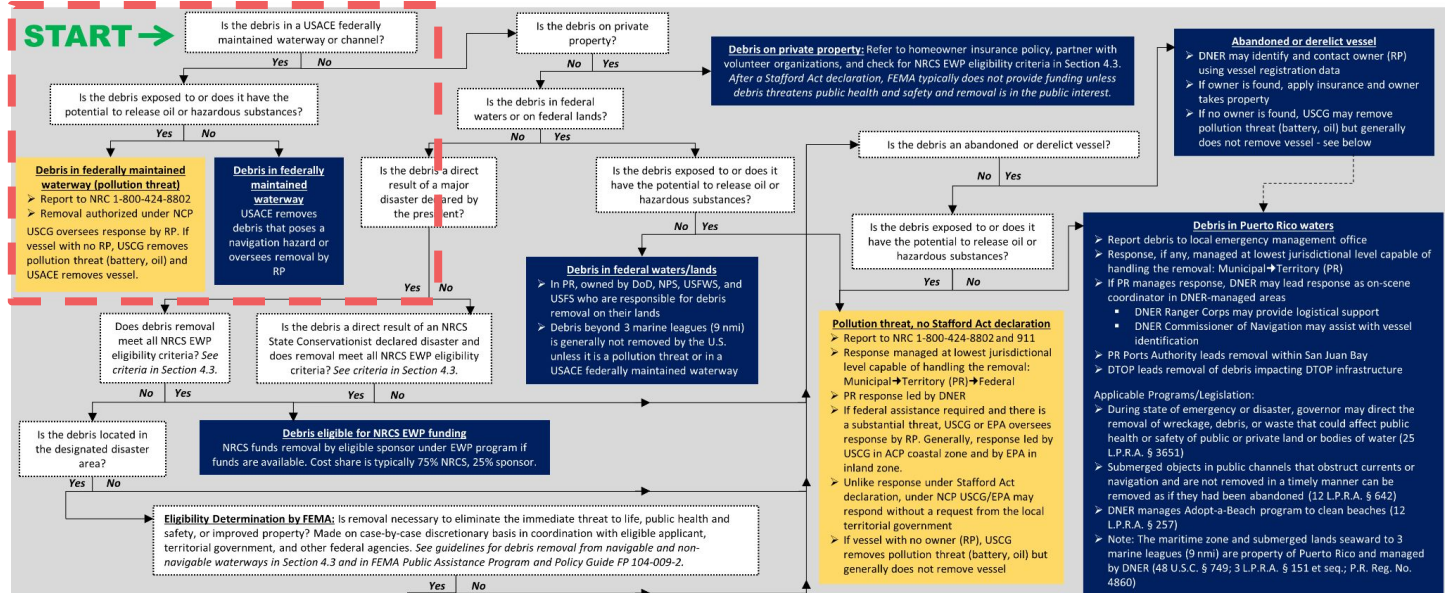 START →
Is the debris in a USACE federally
maintained waterway or channel?
Yes No
Is the debris exposed to or does it have the
potential to release oil or hazardous substances?
Yes No
Debris in federally maintained
waterway (pollution threat)
➤ Report to NRC 1-800-424-8802
➤ Removal authorized under NCP
USCG oversees response by RP. If
vessel with no RP, USCG removes
pollution threat (battery, oil) and
USACE removes vessel.
Debris in federally
maintained
waterway
USACE removes
debris that poses a
navigation hazard or
oversees removal by
RP
Is the debris on private
property?
No Yes
Debris on private property: Refer to homeowner insurance policy, partner with
volunteer organizations, and check for NRCS EWP eligibility criteria in Section 4.3.
After a Stafford Act declaration, FEMA typically does not provide funding unless
debris threatens public health and safety and removal is in the public interest.
Is the debris in federal
waters or on federal lands?
No Yes
Is the debris a direct
result of a major
disaster declared by
the president?
Yes No
Is the debris exposed to or does it
have the potential to release oil or
hazardous substances?
No Yes
Debris in federal waters/lands
➤ In PR, owned by DoD, NPS, USFWS, and
USFS who are responsible for debris
removal on their lands
➤ Debris beyond 3 marine leagues (9 nmi)
is generally not removed by the U.S.
unless it is a pollution threat or in a
USACE federally maintained waterway
Does debris removal
meet all NRCS EWP
eligibility criteria? See
criteria in Section 4.3.
No Yes
Is the debris a direct result of an NRCS
State Conservationist declared disaster and
does removal meet all NRCS EWP eligibility
criteria? See criteria in Section 4.3.
Yes No
Is the debris located in
the designated disaster
area?
Yes No
Debris eligible for NRCS EWP funding
NRCS funds removal by eligible sponsor under EWP program if
funds are available. Cost share is typically 75% NRCS, 25% sponsor.
Eligibility Determination by FEMA: Is removal necessary to eliminate the immediate threat to life, public health and
safety, or improved property? Made on case-by-case discretionary basis in coordination with eligible applicant,
territorial government, and other federal agencies. See guidelines for debris removal from navigable and non-
navigable waterways in Section 4.3 and in FEMA Public Assistance Program and Policy Guide FP 104-009-2.
Yes No
Is the debris an abandoned or derelict vessel?
No Yes
Abandoned or derelict vessel
➤ DNER may identify and contact owner (RP)
using vessel registration data
➤ If owner is found, apply insurance and owner
takes property
➤ If no owner is found, USCG may remove
pollution threat (battery, oil) but generally
does not remove vessel - see below
Is the debris exposed to or does it
have the potential to release oil or
hazardous substances?
Yes No
Pollution threat, no Stafford Act declaration
➤ Report to NRC 1-800-424-8802 and 911
➤ Response managed at lowest jurisdictional
level capable of handling the removal:
Municipal➔Territory (PR)➔Federal
➤ PR response led by DNER
➤ If federal assistance required and there is
a substantial threat, USCG or EPA oversees
response by RP. Generally, response led by
USCG in ACP coastal zone and by EPA in
inland zone.
➤ Unlike response under Stafford Act
declaration, under NCP USCG/EPA may
respond without a request from the local
territorial government
➤ If vessel with no owner (RP), USCG
removes pollution threat (battery, oil) but
generally does not remove vessel
Debris in Puerto Rico waters
➤ Report debris to local emergency management office
➤ Response, if any, managed at lowest jurisdictional level capable of
handling the removal: Municipal➔Territory (PR)
➤ If PR manages response, DNER may lead response as on-scene
coordinator in DNER-managed areas
▪ DNER Ranger Corps may provide logistical support
▪ DNER Commissioner of Navigation may assist with vessel
identification
➤ PR Ports Authority leads removal within San Juan Bay
➤ DTOP leads removal of debris impacting DTOP infrastructure
Applicable Programs/Legislation:
➤ During state of emergency or disaster, governor may direct the
removal of wreckage, debris, or waste that could affect public
health or safety of public or private land or bodies of water (25
L.P.R.A. § 3651)
➤ Submerged objects in public channels that obstruct currents or
navigation and are not removed in a timely manner can be
removed as if they had been abandoned (12 L.P.R.A. § 642)
➤ DNER manages Adopt-a-Beach program to clean beaches (12
L.P.R.A. § 257)
➤ Note: The maritime zone and submerged lands seaward to 3
marine leagues (9 nmi) are property of Puerto Rico and managed
by DNER (48 U.S.C. § 749; 3 L.P.R.A. § 151 et seq.; P.R. Reg. No.
4860)